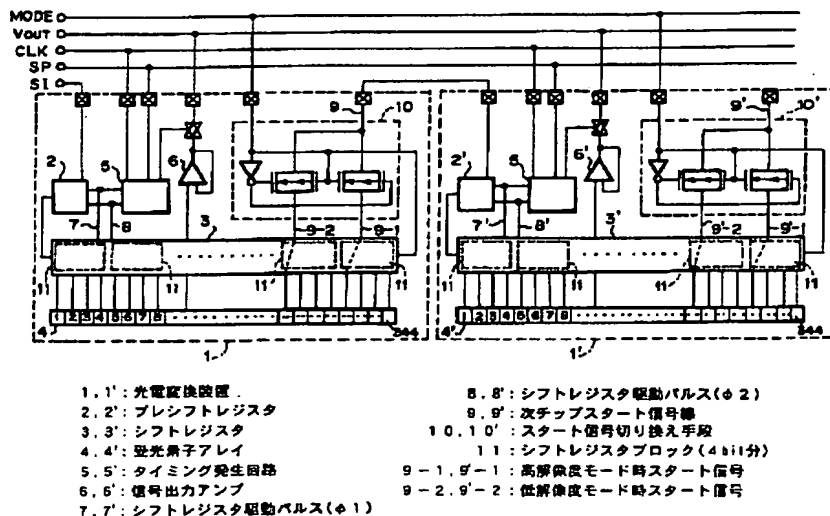 MODE
VOUT
CLK
SP
SI
9
10
9'
10'
2
5
6
2'
5
6'
7
8
3
9-2
9-1
7'
8'
3'
9'-2
9'-1
11
11
11
11
11
11
11
11
4
1 2 3 4 5 6 7 8
344
4'
1 2 3 4 5 6 7 8
344
1
1'
1,1':光電変換装置
2,2':プレシフトレジスタ
3,3':シフトレジスタ
4,4':受光素子アレイ
5,5':タイミング発生回路
6,6':信号出力アンプ
7,7':シフトレジスタ駆動パルス(φ1)
8,8':シフトレジスタ駆動パルス(φ2)
9,9':次チップスタート信号線
10,10':スタート信号切り換え手段
11:シフトレジスタブロック(4bit分)
9-1,9'-1:高解像度モード時スタート信号
9-2,9'-2:低解像度モード時スタート信号